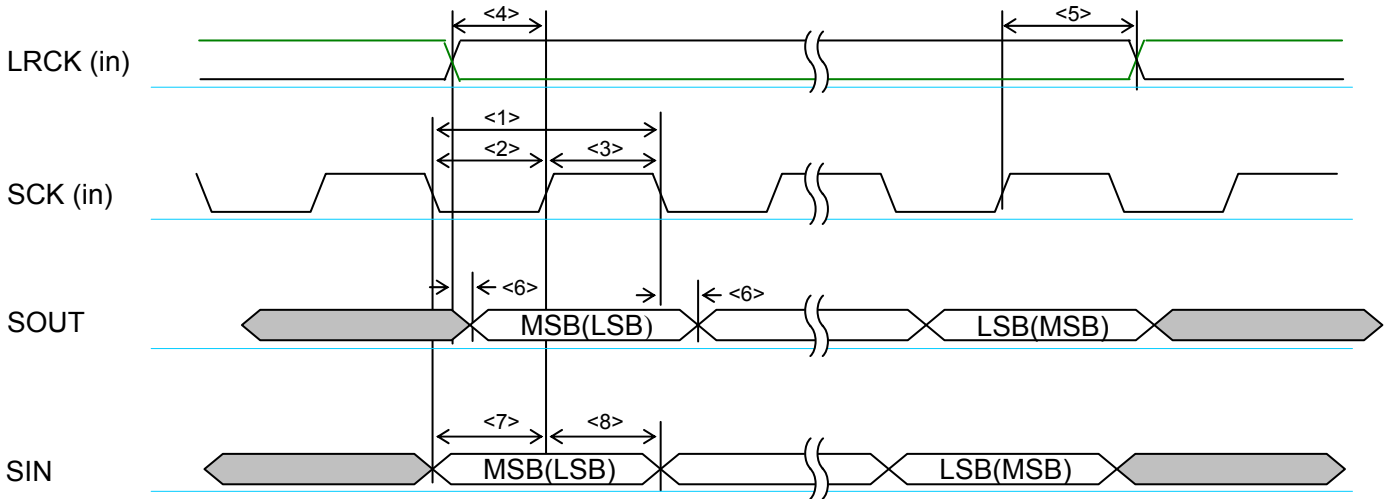 <4>
<5>
LRCK (in)
<1>
<2>
<3>
SCK (in)
<6>
<6>
SOUT
MSB(LSB)
LSB(MSB)
<7>
<8>
SIN
MSB(LSB)
LSB(MSB)